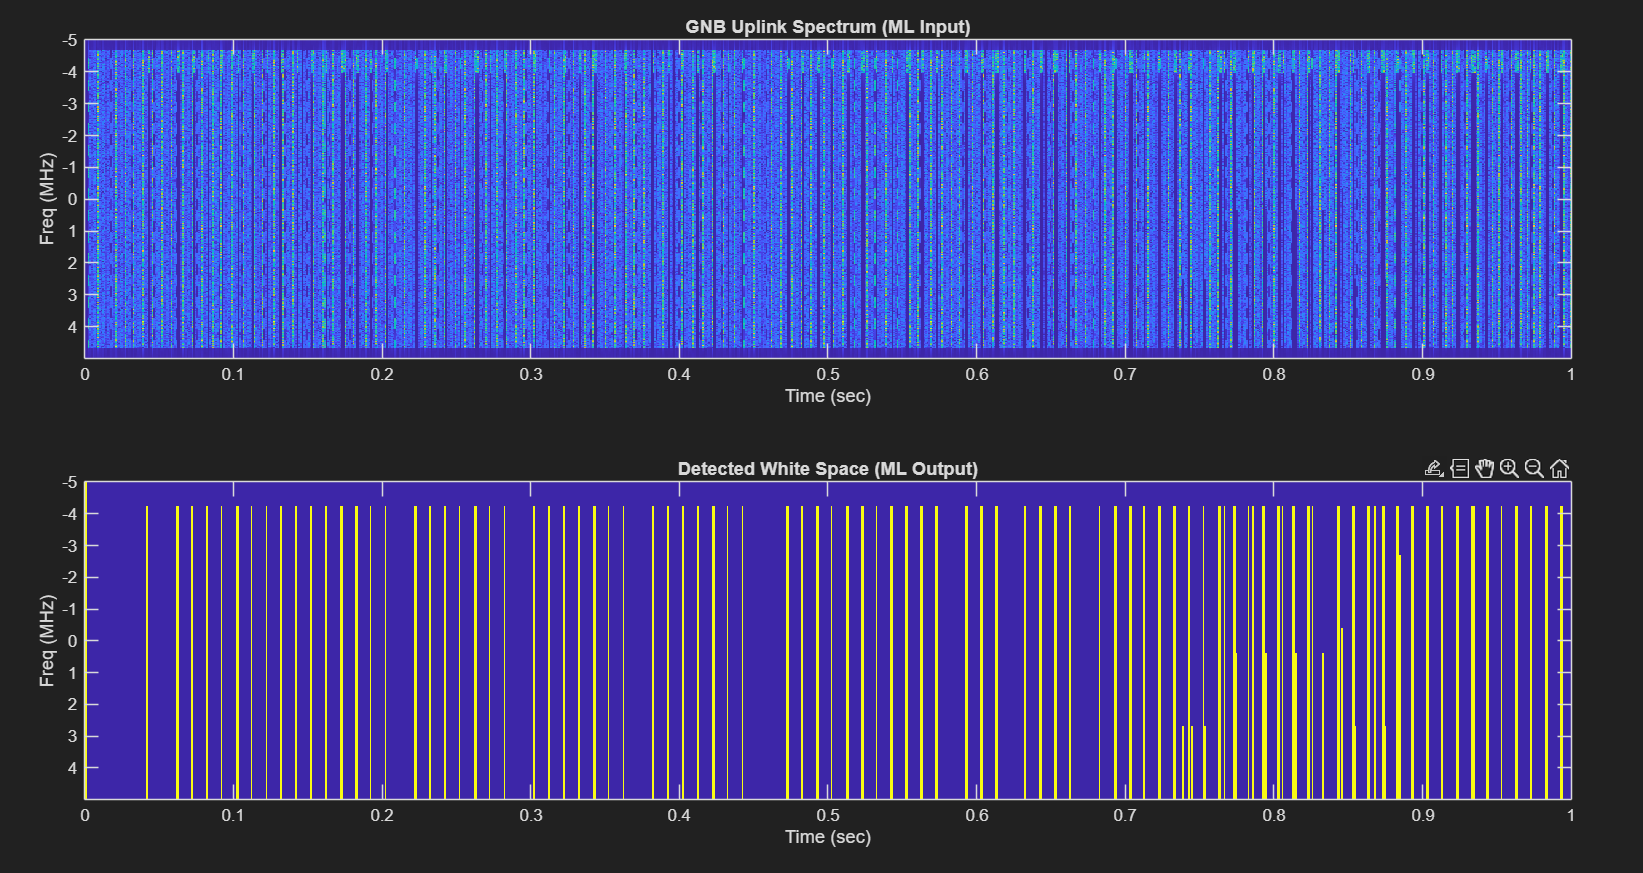 GNB Uplink Spectrum (ML Input)
Freq (MHz)
-5
-4
-3
-2
-1
0
1
2
3
4
0 0.1 0.2 0.3 0.4 0.5 0.6 0.7 0.8 0.9 1
Time (sec)
Detected White Space (ML Output)
Freq (MHz)
-5
-4
-3
-2
-1
0
1
2
3
4
0 0.1 0.2 0.3 0.4 0.5 0.6 0.7 0.8 0.9 1
Time (sec)